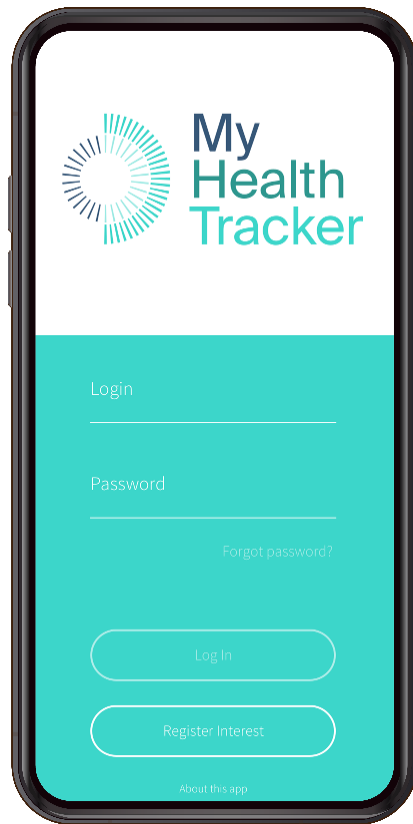 My
Health
Tracker
Login
Password
Forgot password?
Log In
Register Interest
About this app